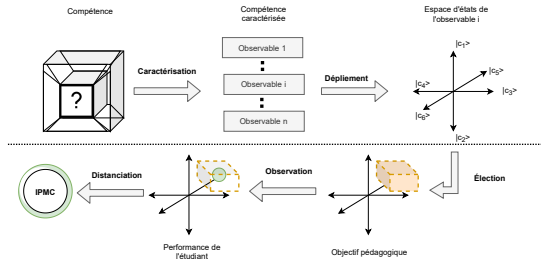 Compétence
Compétence
caractérisée
Espace d'états de
l'observable i
?
Caractérisation
Observable 1
Observable i
Observable n
Dépliement
|c₁>
|c₅>
|c₄>
|c₃>
|c₆>
|c₂>
IPMC
Distanciation
Observation
Élection
Performance de
l'étudiant
Objectif pédagogique